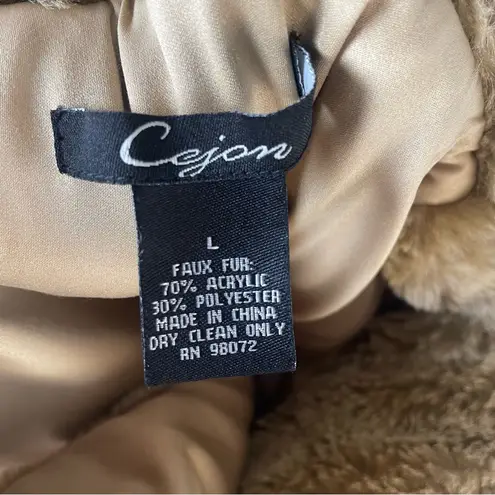 Cejon
L
FAUX FUR:
70% ACRYLIC
30% POLYESTER
MADE IN CHINA
DRY CLEAN ONLY
RN 98072